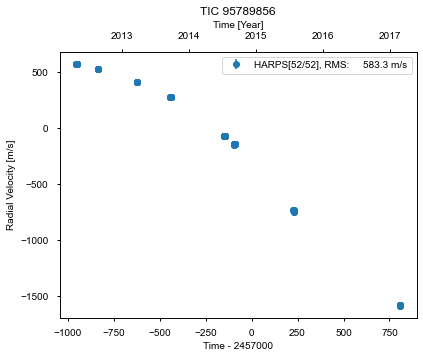 TIC 95789856
Time [Year]
2013 2014 2015 2016 2017
HARPS[52/52], RMS: 583.3 m/s
Radial Velocity [m/s]
500
0
−500
−1000
−1500
−1000 −750 −500 −250 0 250 500 750
Time - 2457000